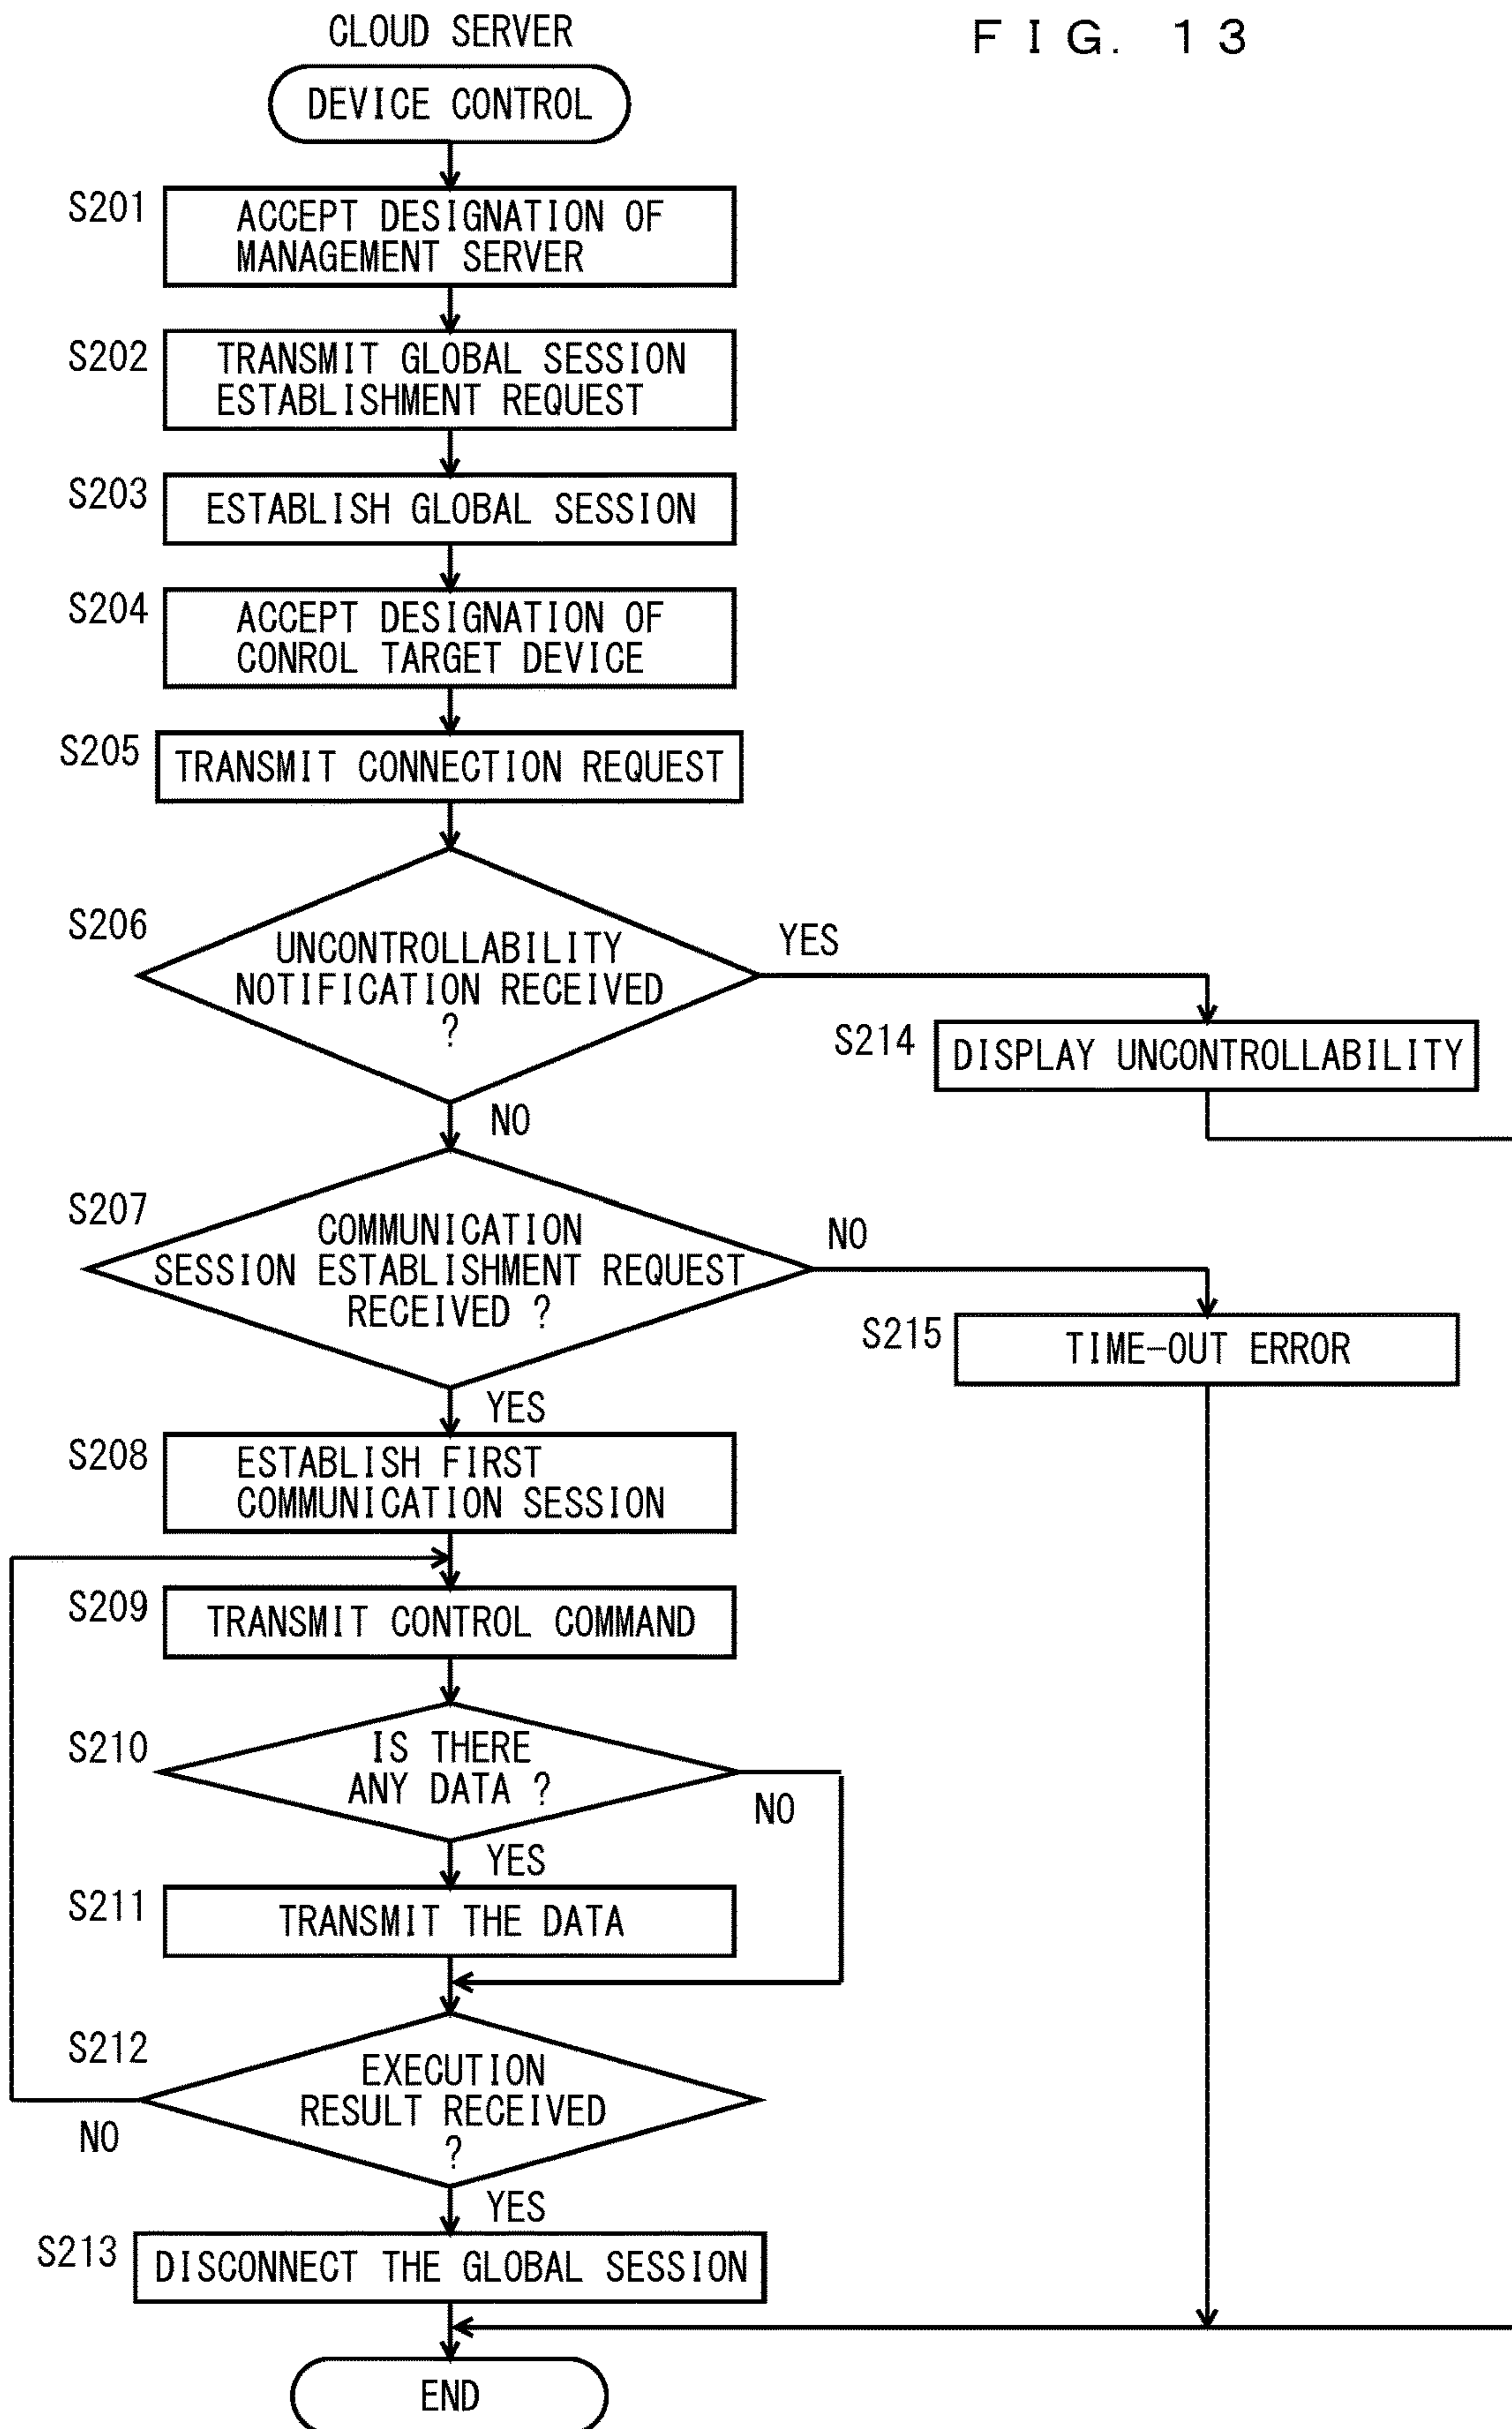 CLOUD SERVER
FIG. 13
DEVICE CONTROL
S201
ACCEPT DESIGNATION OF
MANAGEMENT SERVER
S202
TRANSMIT GLOBAL SESSION
ESTABLISHMENT REQUEST
S203
ESTABLISH GLOBAL SESSION
S204
ACCEPT DESIGNATION OF
CONROL TARGET DEVICE
S205
TRANSMIT CONNECTION REQUEST
S206
UNCONTROLLABILITY
NOTIFICATION RECEIVED
?
YES
S214
DISPLAY UNCONTROLLABILITY
NO
S207
COMMUNICATION
SESSION ESTABLISHMENT REQUEST
RECEIVED ?
NO
S215
TIME-OUT ERROR
YES
S208
ESTABLISH FIRST
COMMUNICATION SESSION
S209
TRANSMIT CONTROL COMMAND
S210
IS THERE
ANY DATA ?
NO
YES
S211
TRANSMIT THE DATA
S212
EXECUTION
RESULT RECEIVED
?
NO
YES
S213
DISCONNECT THE GLOBAL SESSION
END